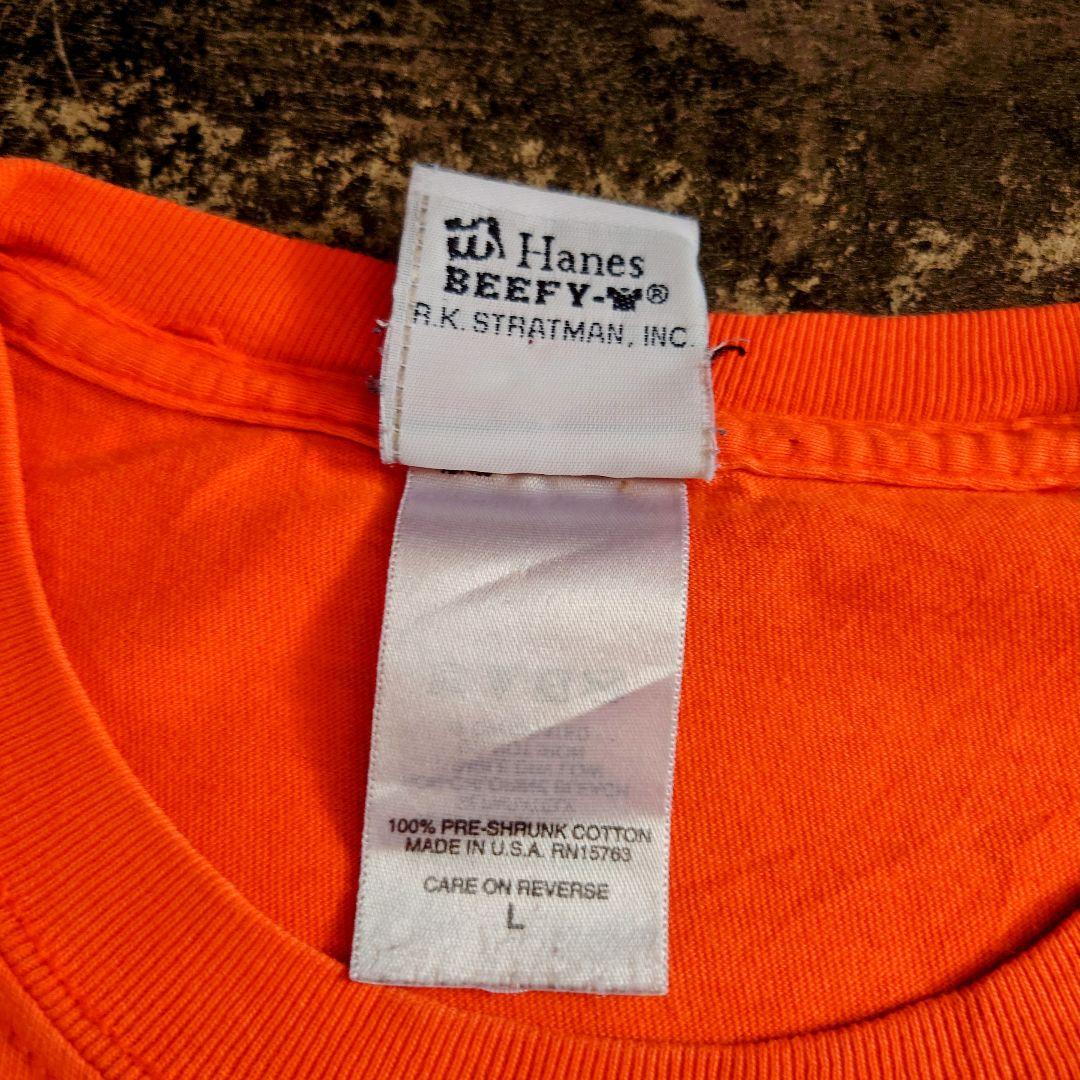 Hanes
BEEFY-®
R.K. STRATMAN, INC.
100% PRE-SHRUNK COTTON
MADE IN U.S.A. RN15763
CARE ON REVERSE
L